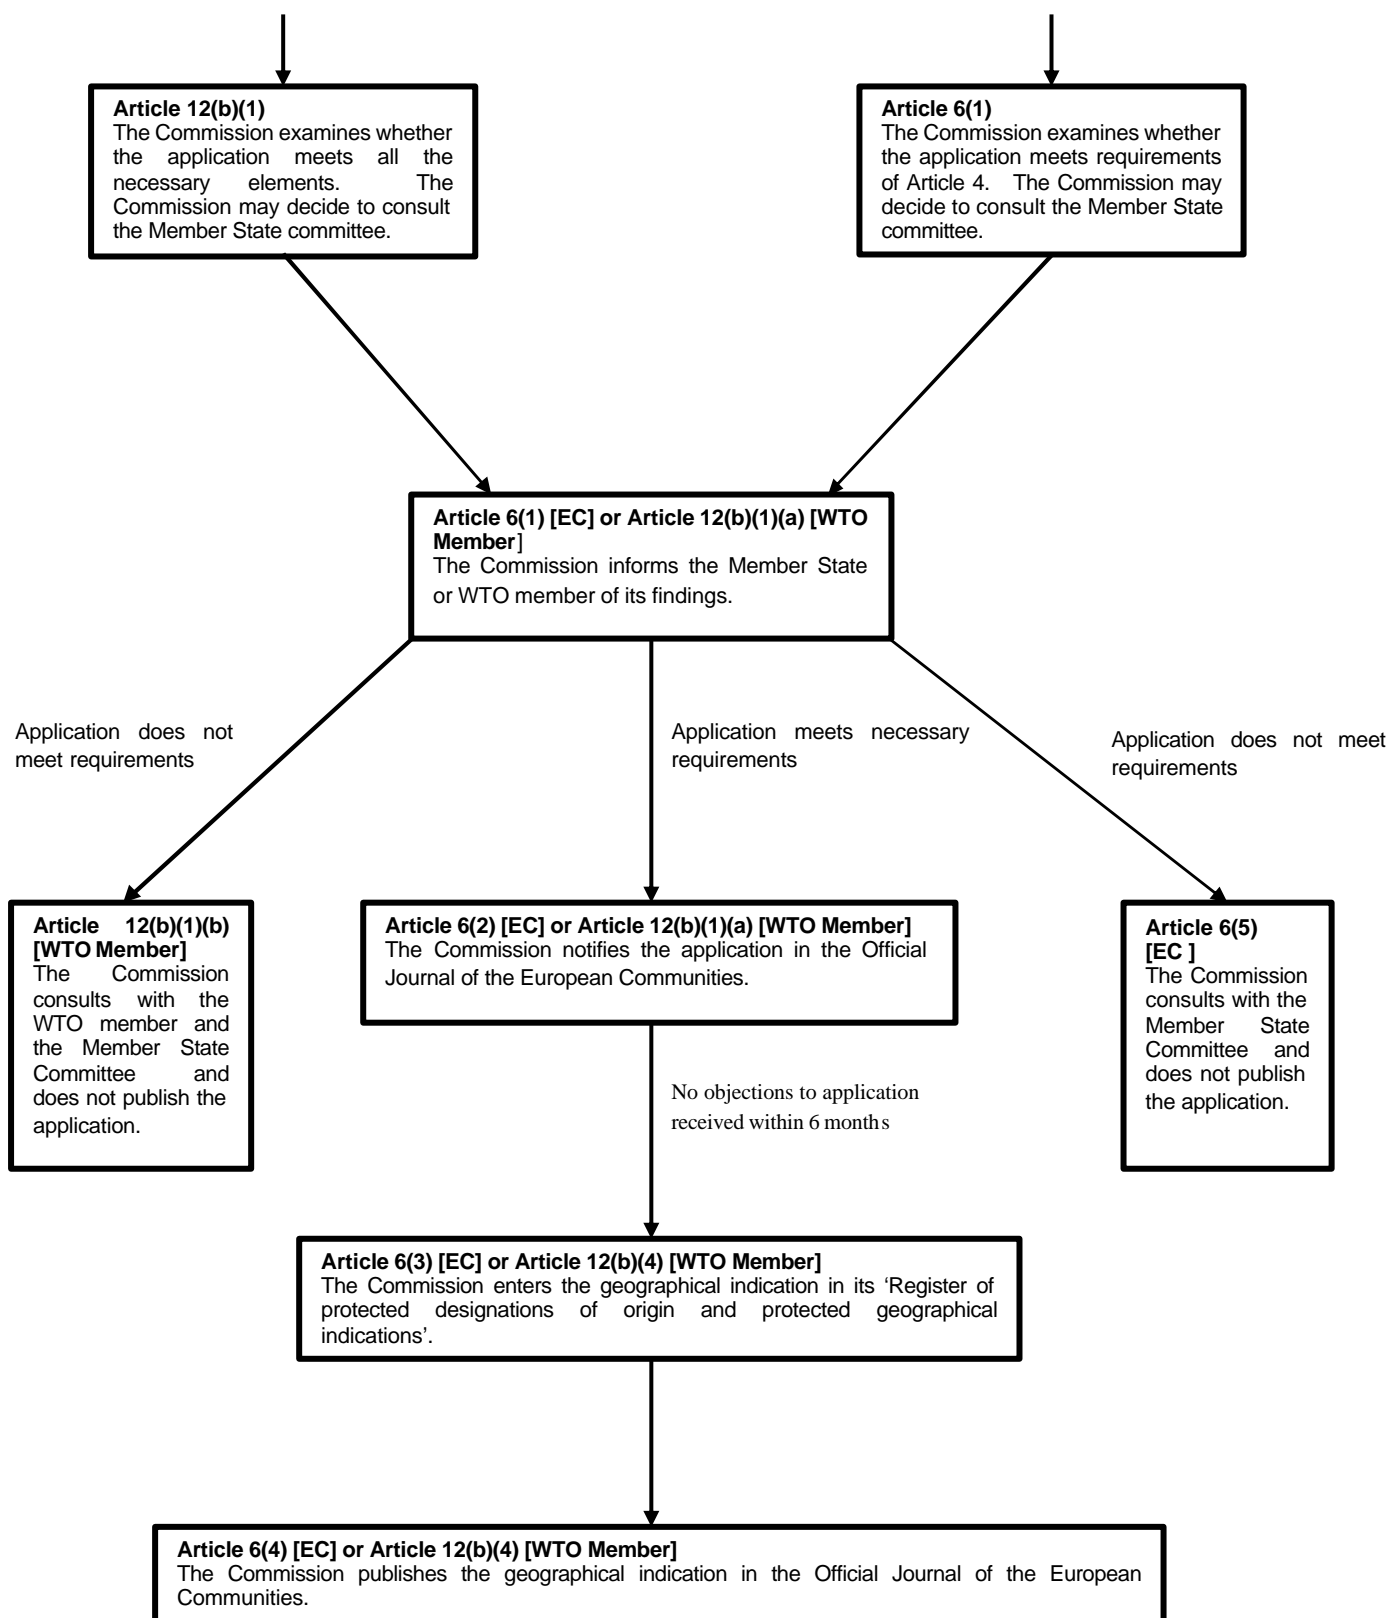 Article 12(b)(1)
The Commission examines whether
the application meets all the
necessary elements. The
Commission may decide to consult
the Member State committee.
Article 6(1)
The Commission examines whether
the application meets requirements
of Article 4. The Commission may
decide to consult the Member State
committee.
Article 6(1) [EC] or Article 12(b)(1)(a) [WTO
Member]
The Commission informs the Member State
or WTO member of its findings.
Application does not
meet requirements
Application meets necessary
requirements
Application does not meet
requirements
Article 12(b)(1)(b)
[WTO Member]
The Commission
consults with the
WTO member and
the Member State
Committee and
does not publish the
application.
Article 6(2) [EC] or Article 12(b)(1)(a) [WTO Member]
The Commission notifies the application in the Official
Journal of the European Communities.
Article 6(5)
[EC ]
The Commission
consults with the
Member State
Committee and
does not publish
the application.
No objections to application
received within 6 months
Article 6(3) [EC] or Article 12(b)(4) [WTO Member]
The Commission enters the geographical indication in its ‘Register of
protected designations of origin and protected geographical
indications’.
Article 6(4) [EC] or Article 12(b)(4) [WTO Member]
The Commission publishes the geographical indication in the Official Journal of the European
Communities.